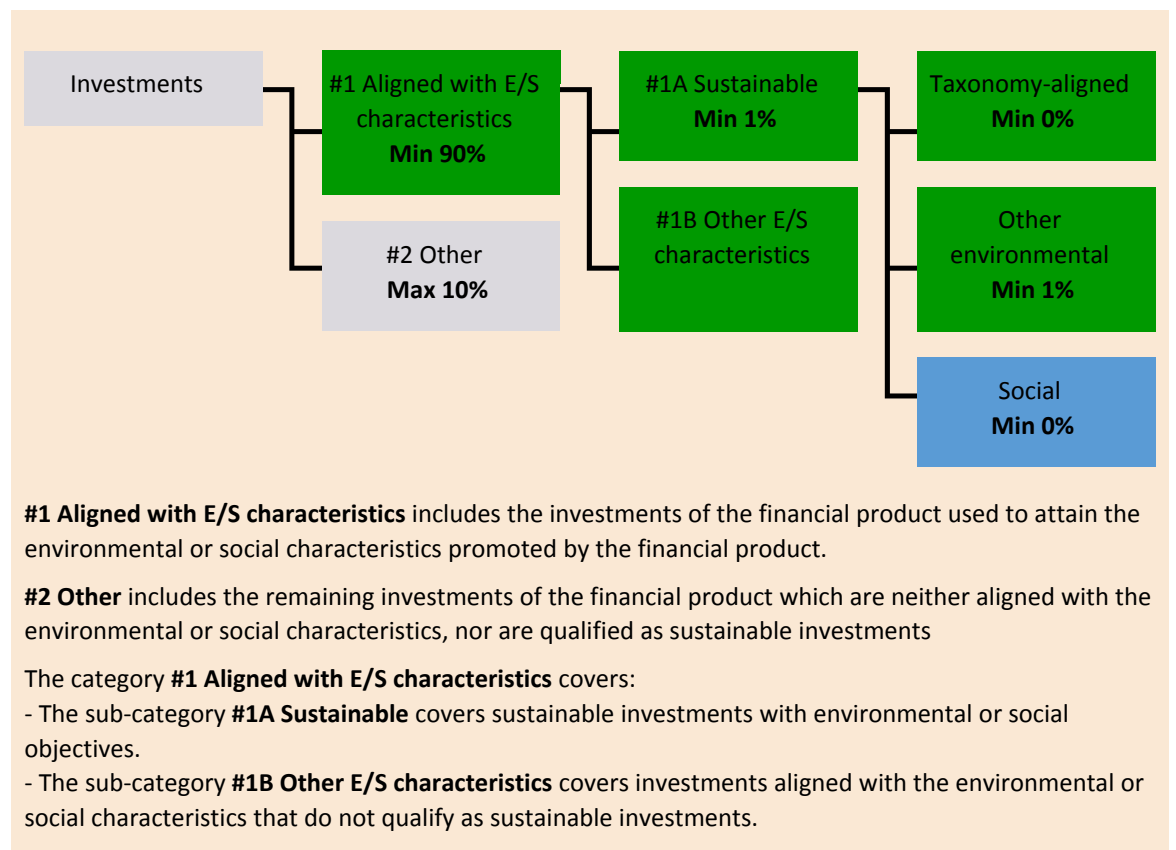 Investments
#1 Aligned with E/S
characteristics
Min 90%
#2 Other
Max 10%
#1A Sustainable
Min 1%
#1B Other E/S
characteristics
Taxonomy-aligned
Min 0%
Other
environmental
Min 1%
Social
Min 0%
#1 Aligned with E/S characteristics includes the investments of the financial product used to attain the
environmental or social characteristics promoted by the financial product.
#2 Other includes the remaining investments of the financial product which are neither aligned with the
environmental or social characteristics, nor are qualified as sustainable investments
The category #1 Aligned with E/S characteristics covers:
- The sub-category #1A Sustainable covers sustainable investments with environmental or social
objectives.
- The sub-category #1B Other E/S characteristics covers investments aligned with the environmental or
social characteristics that do not qualify as sustainable investments.